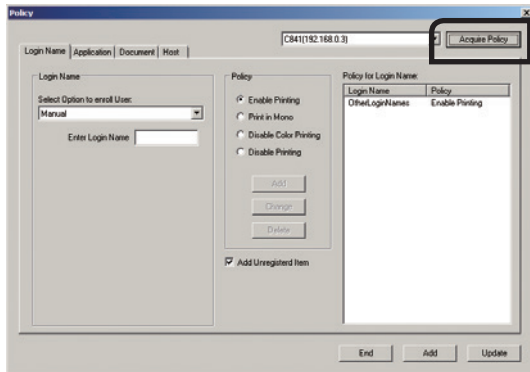 Policy
C841(192.168.0.3)
Acquire Policy
Login Name Application Document Host
Login Name
Select Option to enroll User:
Manual
Enter Login Name
Policy
Enable Printing
Print in Mono
Disable Color Printing
Disable Printing
Add
Change
Delete
Add Unregisterd Item
Policy for Login Name:
Login Name Policy
OtherLoginNames Enable Printing
End Add Update